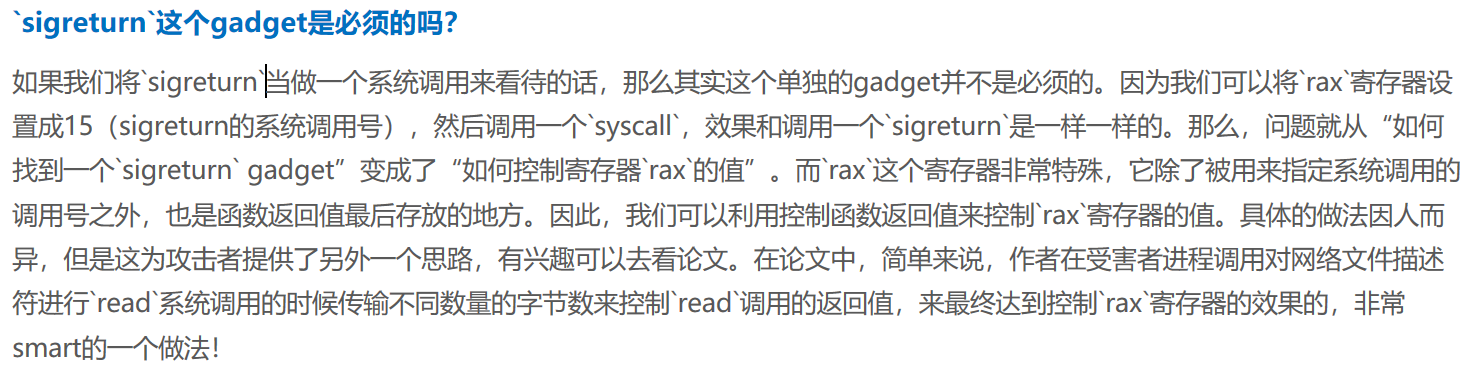 `sigreturn`这个gadget是必须的吗？
如果我们将`sigreturn`当做一个系统调用来看待的话，那么其实这个单独的gadget并不是必须的。因为我们可以将`rax`寄存器设
置成15（sigreturn的系统调用号），然后调用一个`syscall`，效果和调用一个`sigreturn`是一样一样的。那么，问题就从“如何
找到一个`sigreturn` gadget”变成了“如何控制寄存器`rax`的值”。而`rax`这个寄存器非常特殊，它除了被用来指定系统调用的
调用号之外，也是函数返回值最后存放的地方。因此，我们可以利用控制函数返回值来控制`rax`寄存器的值。具体的做法因人而
异，但是这为攻击者提供了另外一个思路，有兴趣可以去看论文。在论文中，简单来说，作者在受害者进程调用对网络文件描述
符进行`read`系统调用的时候传输不同数量的字节数来控制`read`调用的返回值，来最终达到控制`rax`寄存器的效果的，非常
smart的一个做法！